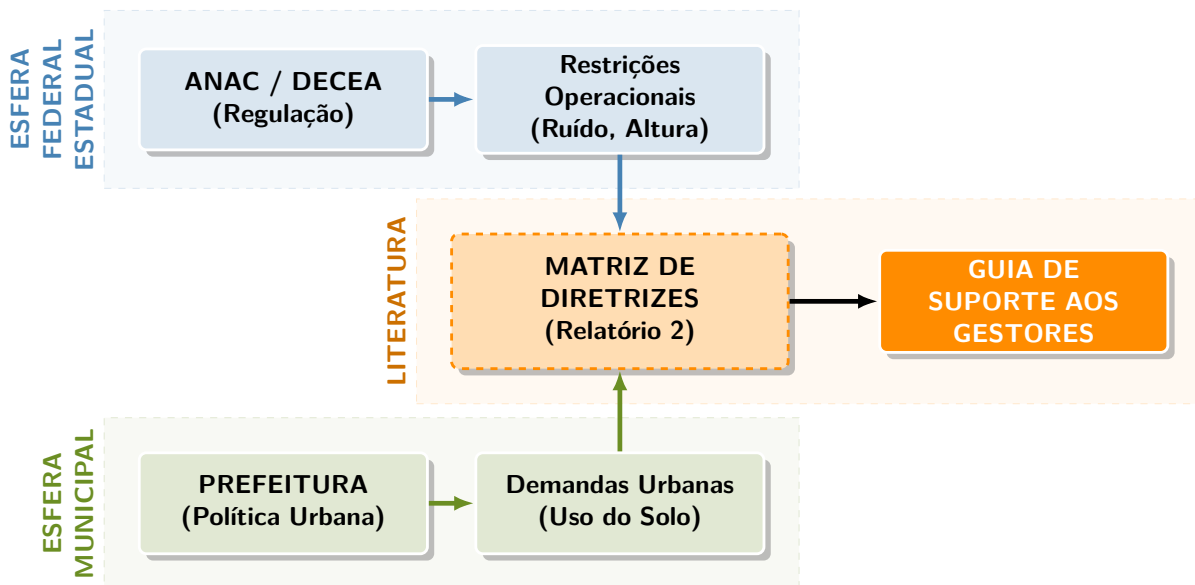 ESFERA
FEDERAL
ESTADUAL
ANAC / DECEA
(Regulação)
Restrições
Operacionais
(Ruído, Altura)
LITERATURA
MATRIZ DE
DIRETRIZES
(Relatório 2)
GUIA DE
SUPORTE AOS
GESTORES
ESFERA
MUNICIPAL
PREFEITURA
(Política Urbana)
Demandas Urbanas
(Uso do Solo)